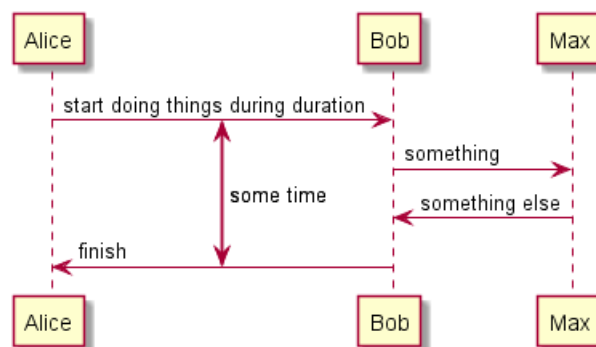 Alice Bob Max
start doing things during duration
something
some time
something else
finish
Alice Bob Max